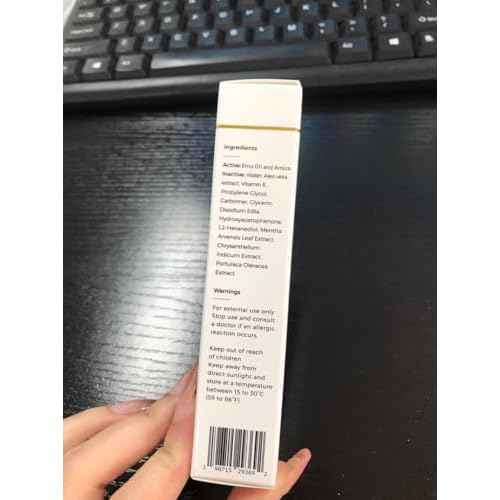 Ingredients
Active: Emu Oil and Arnica
Inactive: Water, Aloe vera
extract, Vitamin E,
Propylene Glycol,
Carbomer, Glycerin,
Disodium Edta,
Hydroxyacetophenone,
1,2-Hexanediol, Mentha
Arvensis Leaf Extract,
Chrysanthellum
Indicum Extract,
Portulaca Oleracea
Extract
Warnings
For external use only
Stop use and consult
a doctor if an allergic
reaction occurs.
Keep out of reach
of children
Keep away from
direct sunlight and
store at a temperature
between 15 to 30°C
(59 to 86°F).